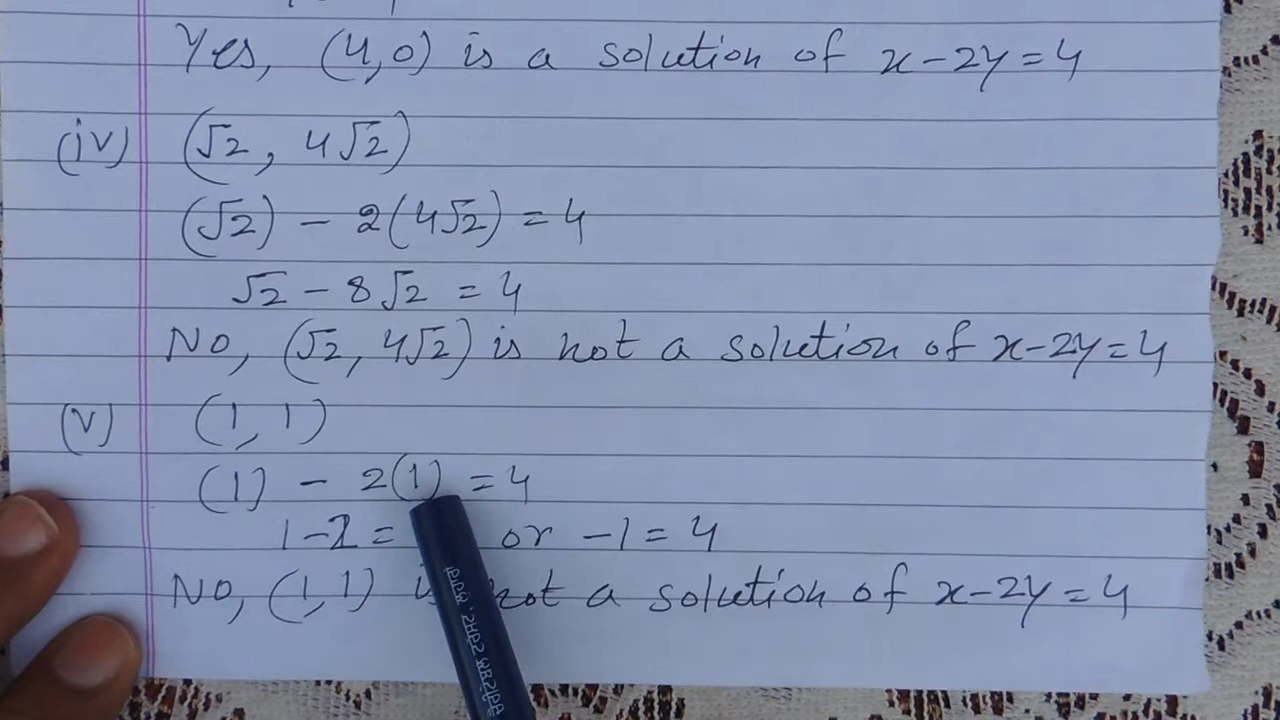 Yes, (4,0) is a solution of x-2y=4
(iv) (√2, 4√2)
(√2) - 2(4√2) = 4
√2 - 8√2 = 4
No, (√2, 4√2) is not a solution of x-2y=4
(v) (1, 1)
(1) - 2(1) = 4
1-2 = or -1 = 4
No, (1,1) is not a solution of x-2y=4